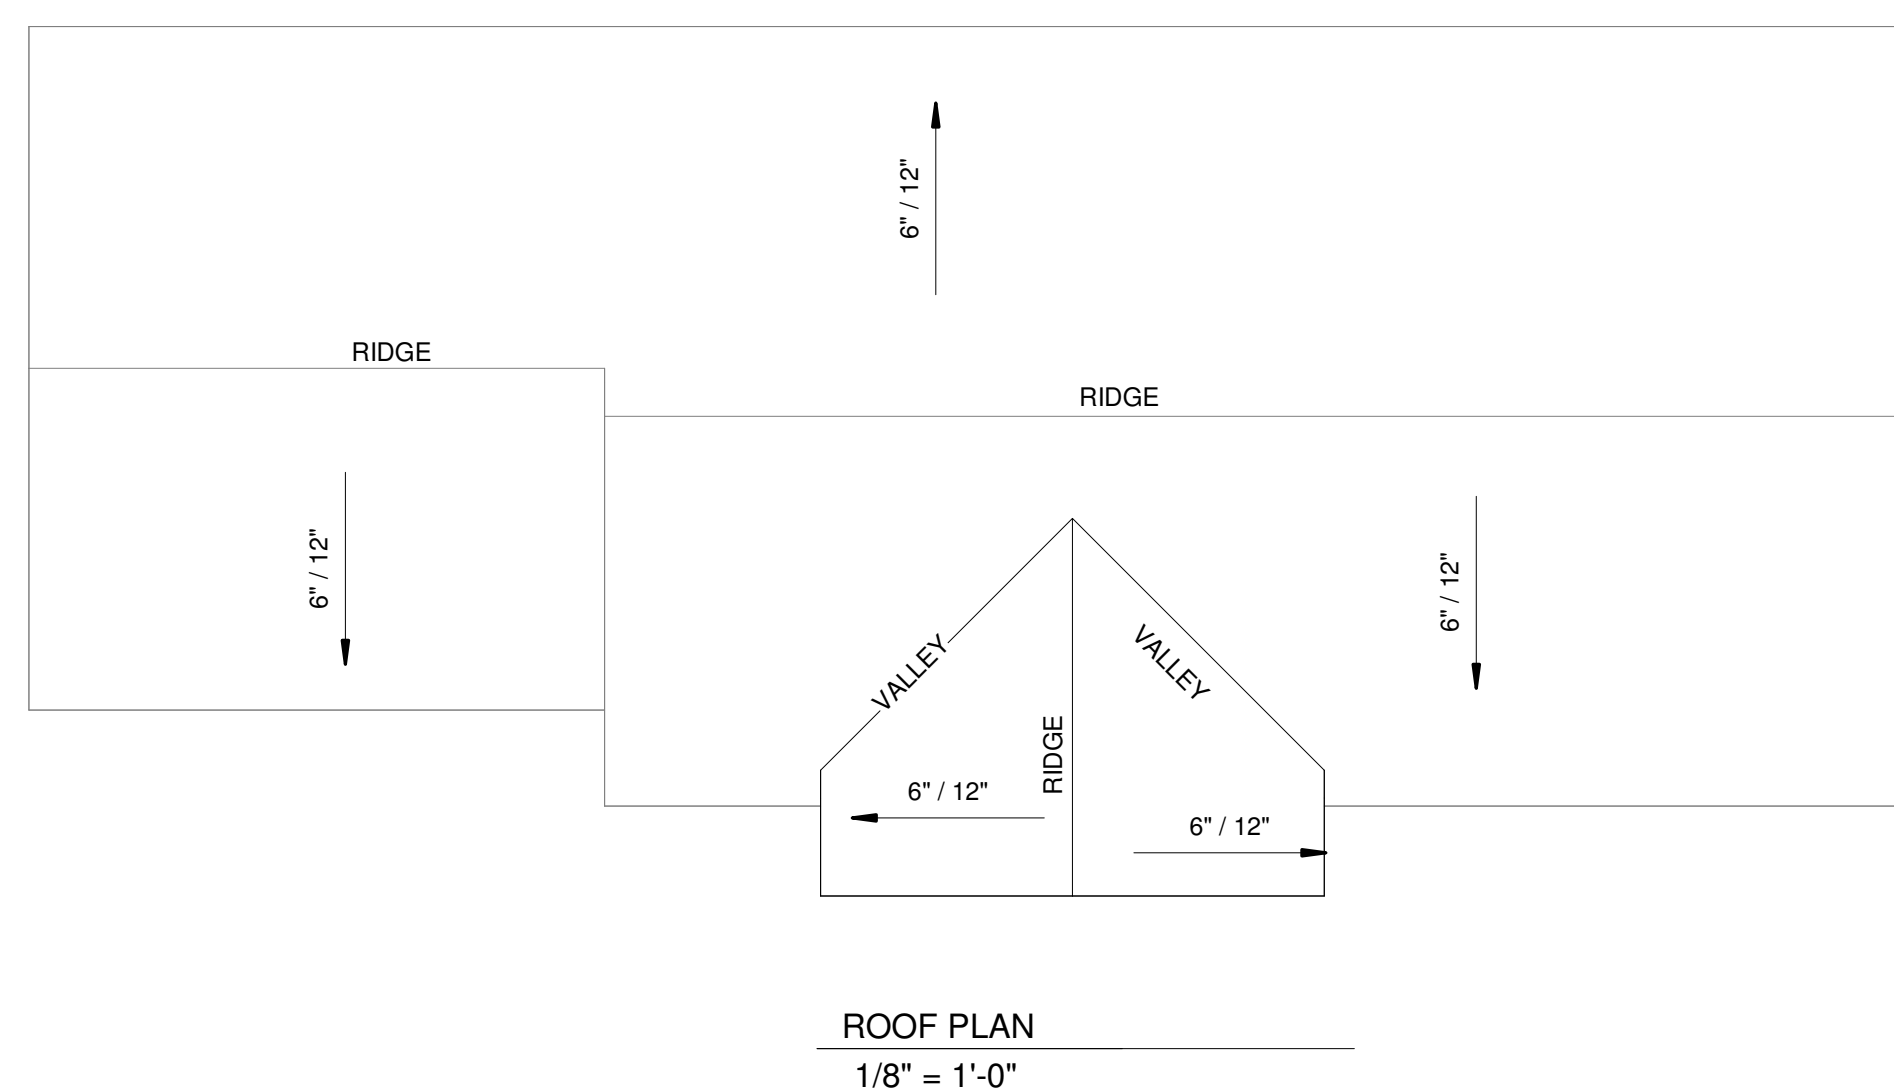 6" / 12"
RIDGE
RIDGE
6" / 12"
6" / 12"
VALLEY
VALLEY
RIDGE
6" / 12"
6" / 12"
ROOF PLAN
1/8" = 1'-0"